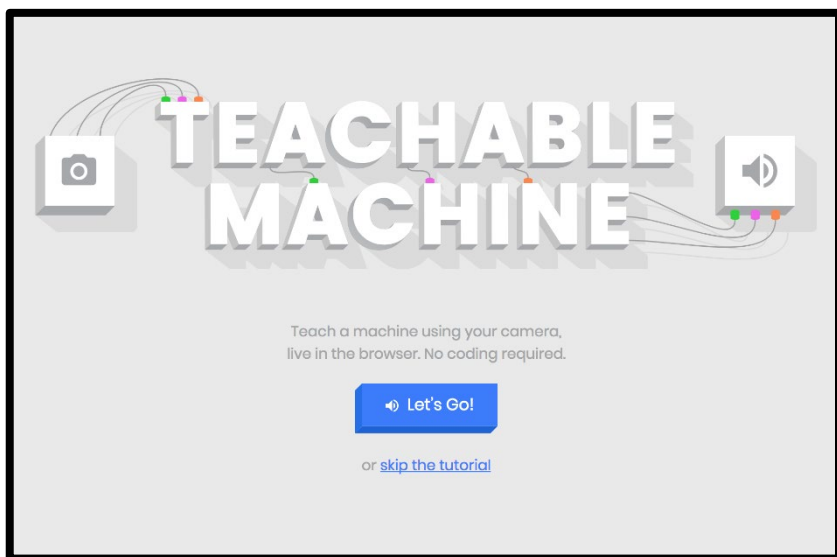 TEACHABLE
MACHINE
Teach a machine using your camera,
live in the browser. No coding required.
Let's Go!
or skip the tutorial